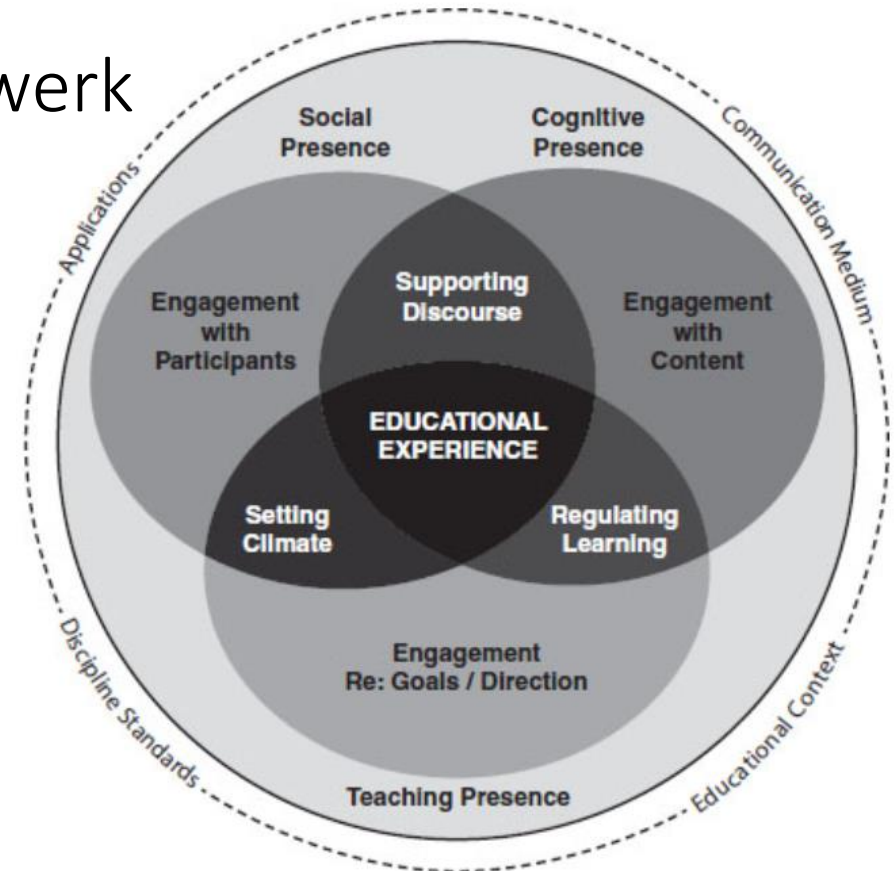 werk
Social
Presence
Cognitive
Presence
Applications
Communication Medium
Engagement
with
Participants
Supporting
Discourse
Engagement
with
Content
EDUCATIONAL
EXPERIENCE
Setting
Climate
Regulating
Learning
Engagement
Re: Goals / Direction
Teaching Presence
Discipline Standards
Educational Context